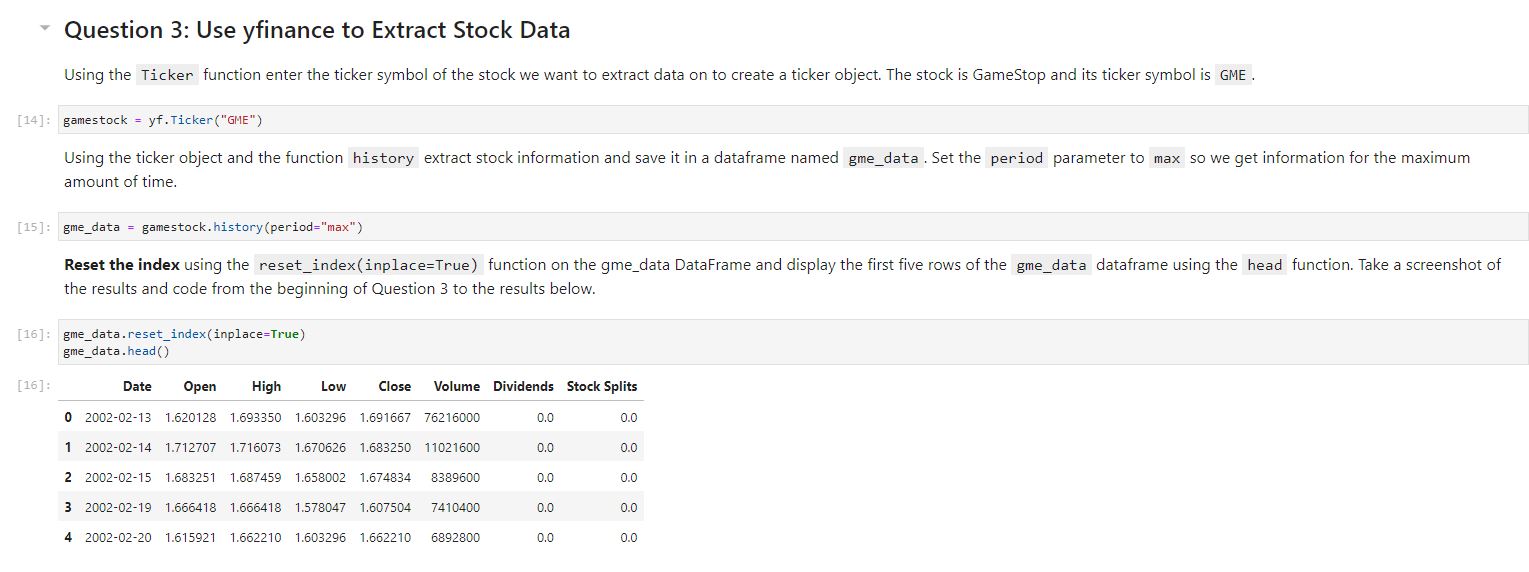 Question 3: Use yfinance to Extract Stock Data
Using the Ticker function enter the ticker symbol of the stock we want to extract data on to create a ticker object. The stock is GameStop and its ticker symbol is GME .
[14]: gamestock = yf.Ticker("GME")
Using the ticker object and the function history extract stock information and save it in a dataframe named gme_data . Set the period parameter to max so we get information for the maximum
amount of time.
[15]: gme_data = gamestock.history(period="max")
Reset the index using the reset_index(inplace=True) function on the gme_data DataFrame and display the first five rows of the gme_data dataframe using the head function. Take a screenshot of
the results and code from the beginning of Question 3 to the results below.
[16]: gme_data.reset_index(inplace=True)
gme_data.head()
[16]: Date Open High Low Close Volume Dividends Stock Splits
0 2002-02-13 1.620128 1.693350 1.603296 1.691667 76216000 0.0 0.0
1 2002-02-14 1.712707 1.716073 1.670626 1.683250 11021600 0.0 0.0
2 2002-02-15 1.683251 1.687459 1.658002 1.674834 8389600 0.0 0.0
3 2002-02-19 1.666418 1.666418 1.578047 1.607504 7410400 0.0 0.0
4 2002-02-20 1.615921 1.662210 1.603296 1.662210 6892800 0.0 0.0